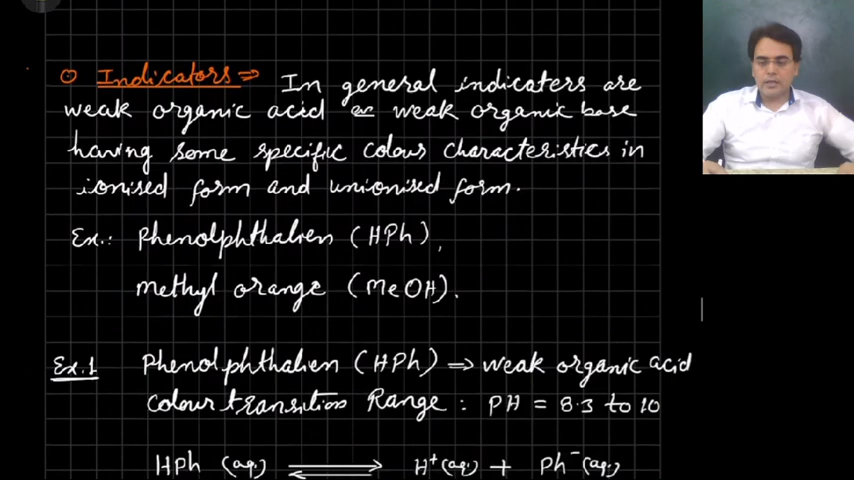 ⊙ Indicators ⇒ In general indicaters are
weak organic acid or weak organic base
having some specific colour characteristics in
ionised form and unionised form.
Ex.: Phenolphthalien (HPh),
methyl orange (MeOH).
Ex.1 Phenolphthalien (HPh) ⇒ weak organic acid
Colour transition Range : PH = 8.3 to 10
HPh (aq.) ⇌ H⁺(aq.) + Ph⁻(aq.)